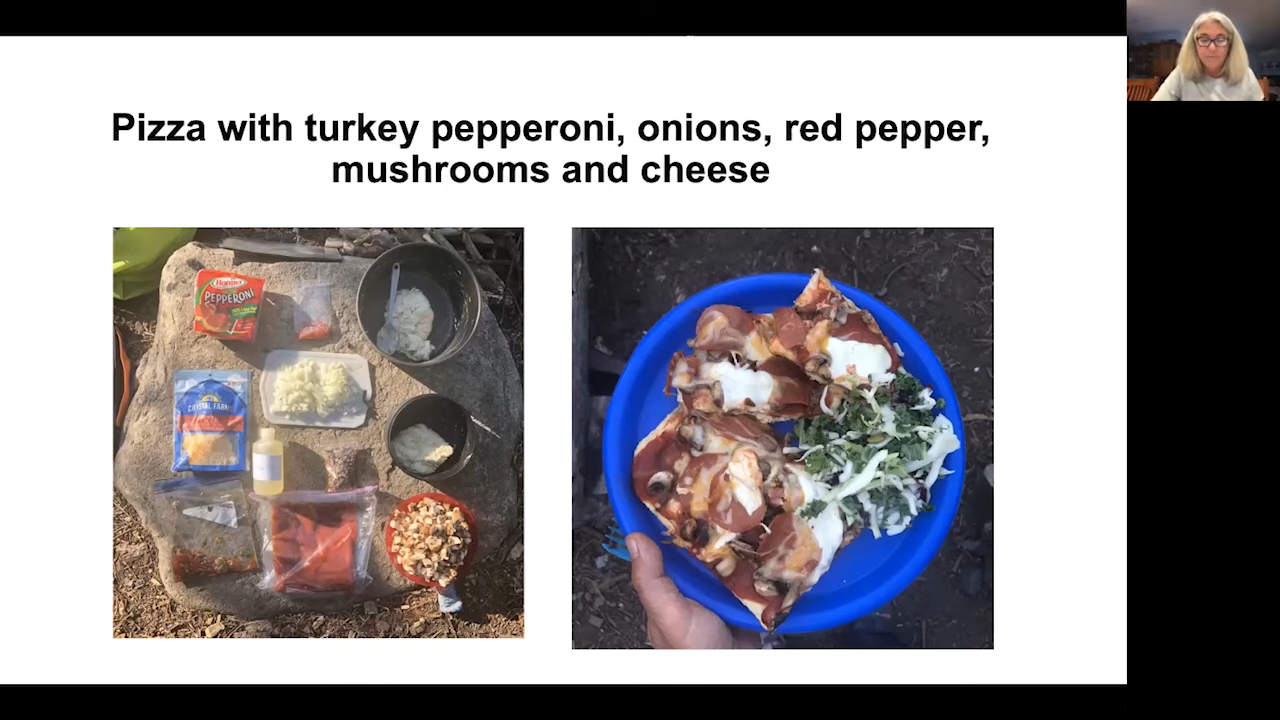 Pizza with turkey pepperoni, onions, red pepper,
mushrooms and cheese
Hormel
PEPPERONI
CRYSTAL FARMS